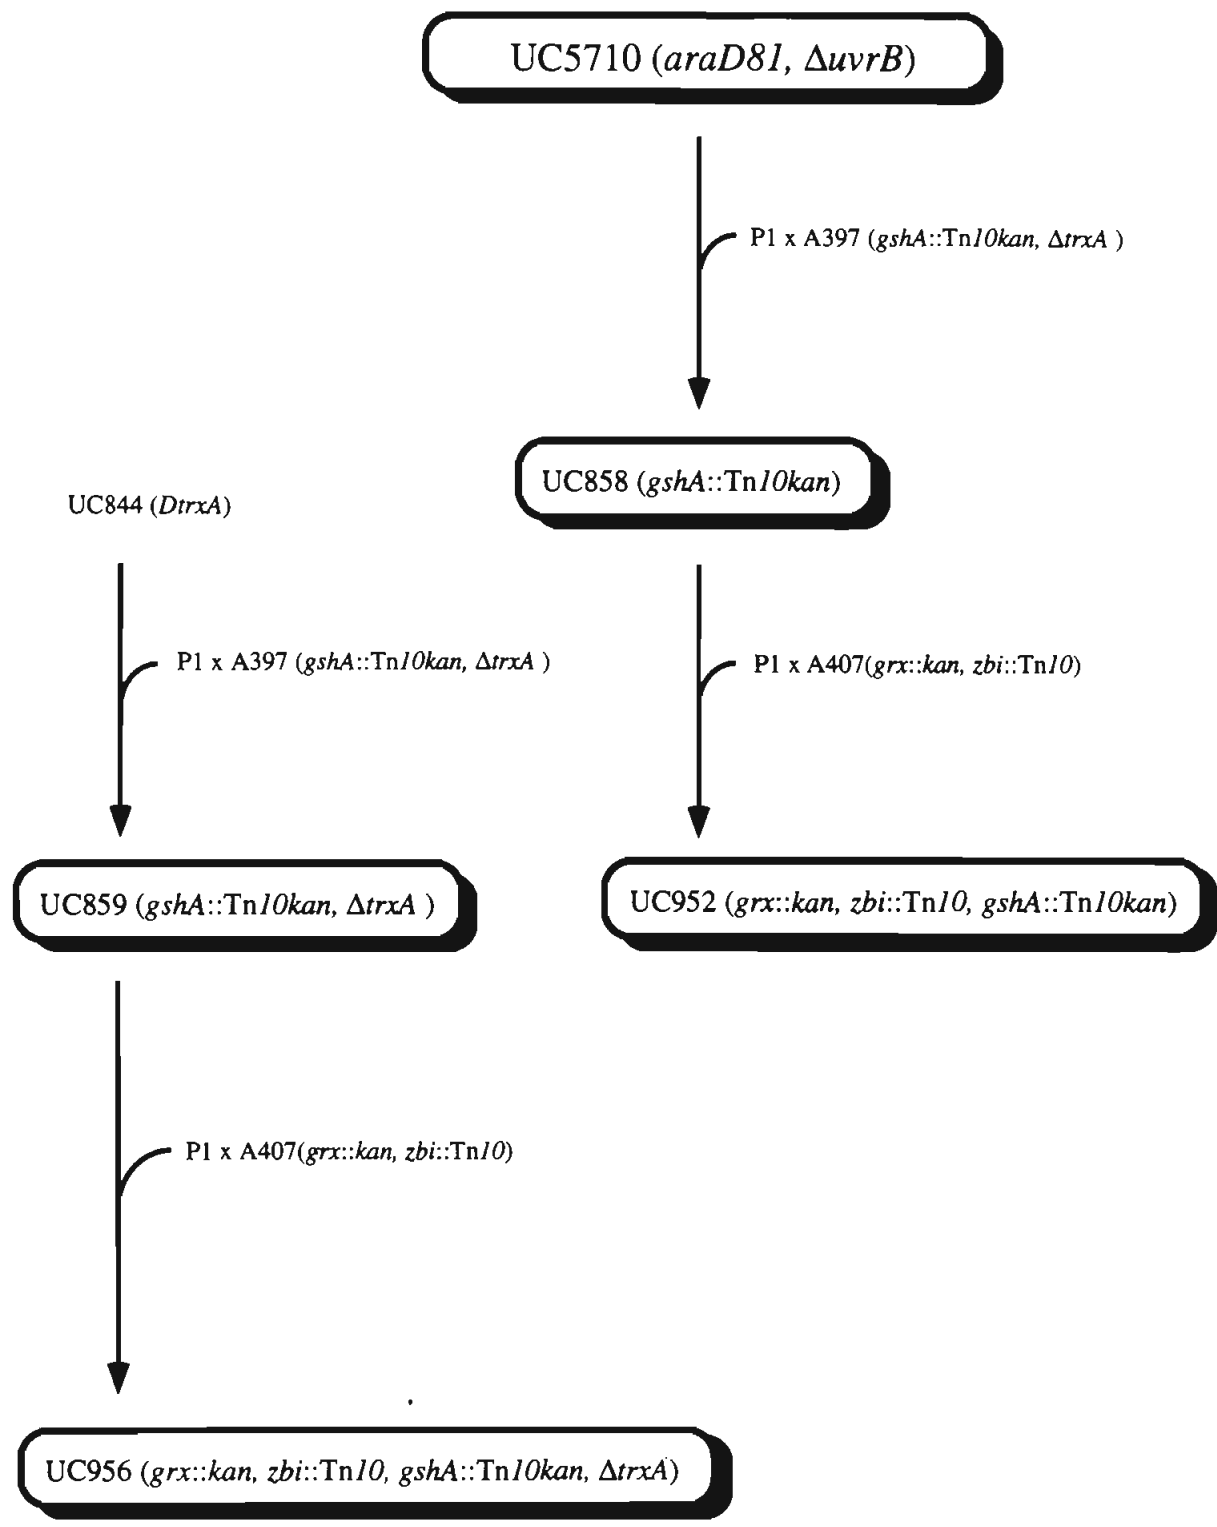 UC5710 (araD81, ΔuvrB)
P1 x A397 (gshA::Tn10kan, ΔtrxA )
UC858 (gshA::Tn10kan)
UC844 (DtrxA)
P1 x A397 (gshA::Tn10kan, ΔtrxA )
P1 x A407(grx::kan, zbi::Tn10)
UC859 (gshA::Tn10kan, ΔtrxA )
UC952 (grx::kan, zbi::Tn10, gshA::Tn10kan)
P1 x A407(grx::kan, zbi::Tn10)
UC956 (grx::kan, zbi::Tn10, gshA::Tn10kan, ΔtrxA)